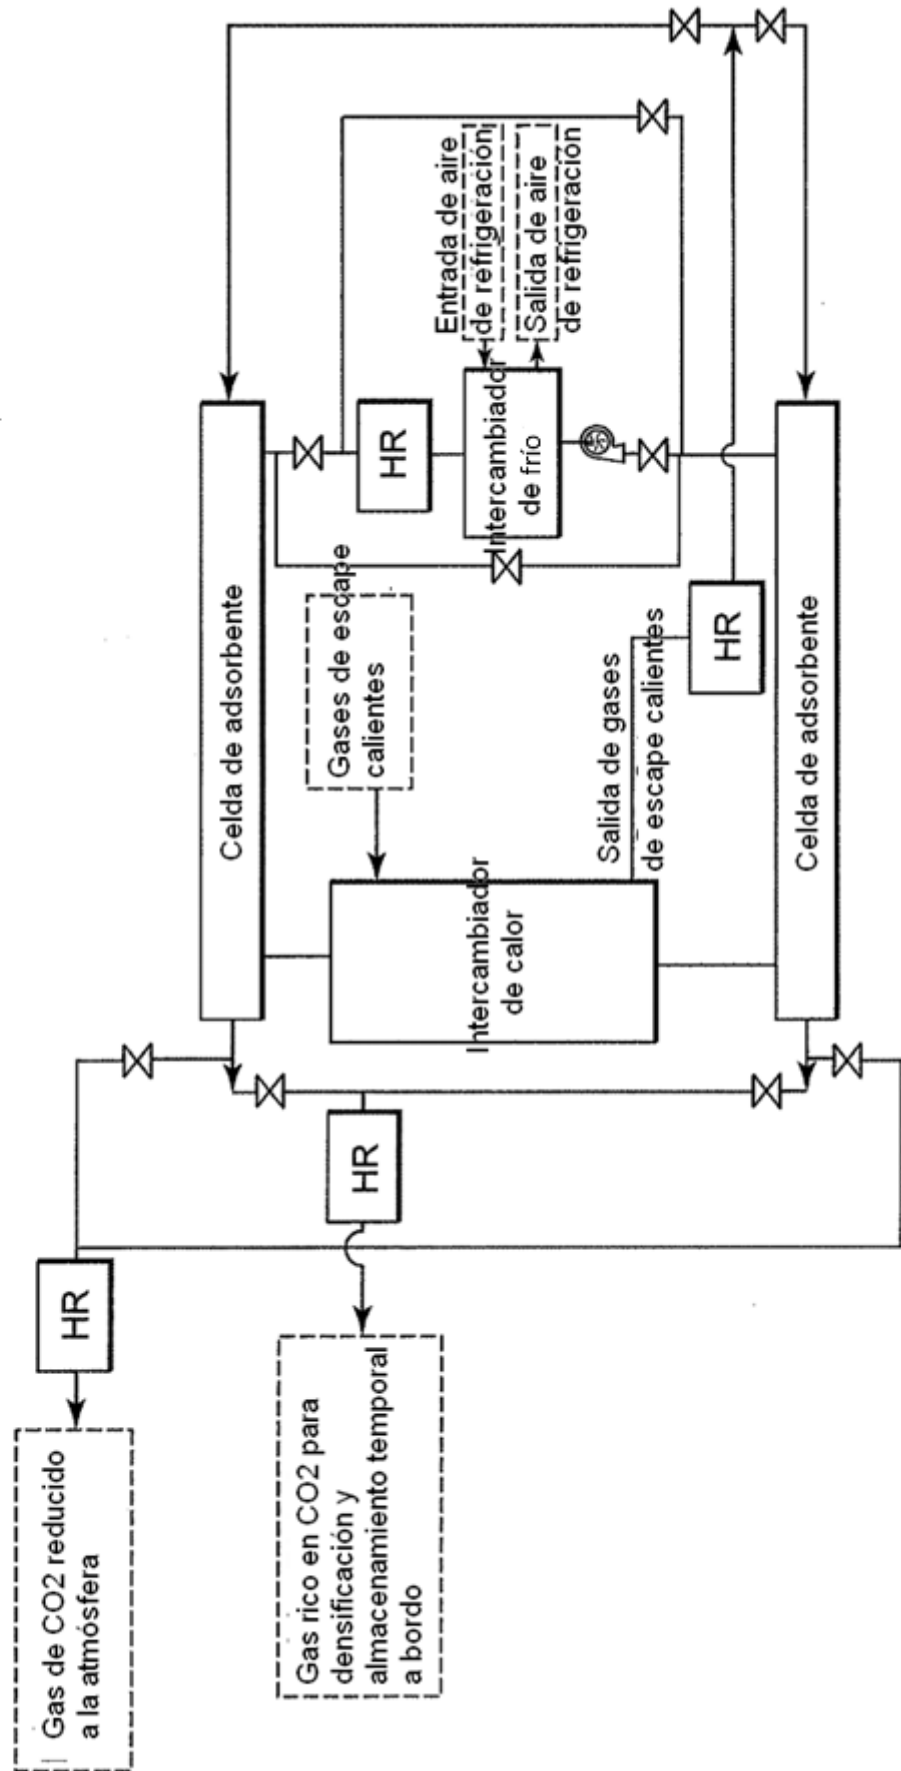 Gas de CO2 reducido
a la atmósfera
HR
Gas rico en CO2 para
densificación y
almacenamiento temporal
a bordo
HR
Celda de adsorbente
Intercambiador
de calor
Gases de escape
calientes
Salida de gases
de escape calientes
HR
HR
Intercambiador
de frío
Entrada de aire
de refrigeración
Salida de aire
de refrigeración
Celda de adsorbente